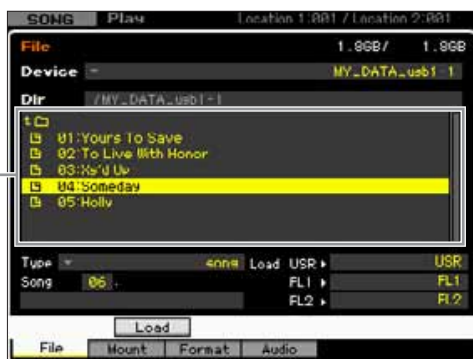 SONG Play Location 1:001 / Location 2:001
File 1.8GB/ 1.8GB
Device MY_DATA_usb1-1
Dir /MY_DATA_usb1-1
01:Yours To Save
02:To Live With Honor
03:Xs'd Up
04:Someday
05:Holly
Type song Load USR USR
Song 06 FL1 FL1
FL2 FL2
Load
File Mount Format Audio